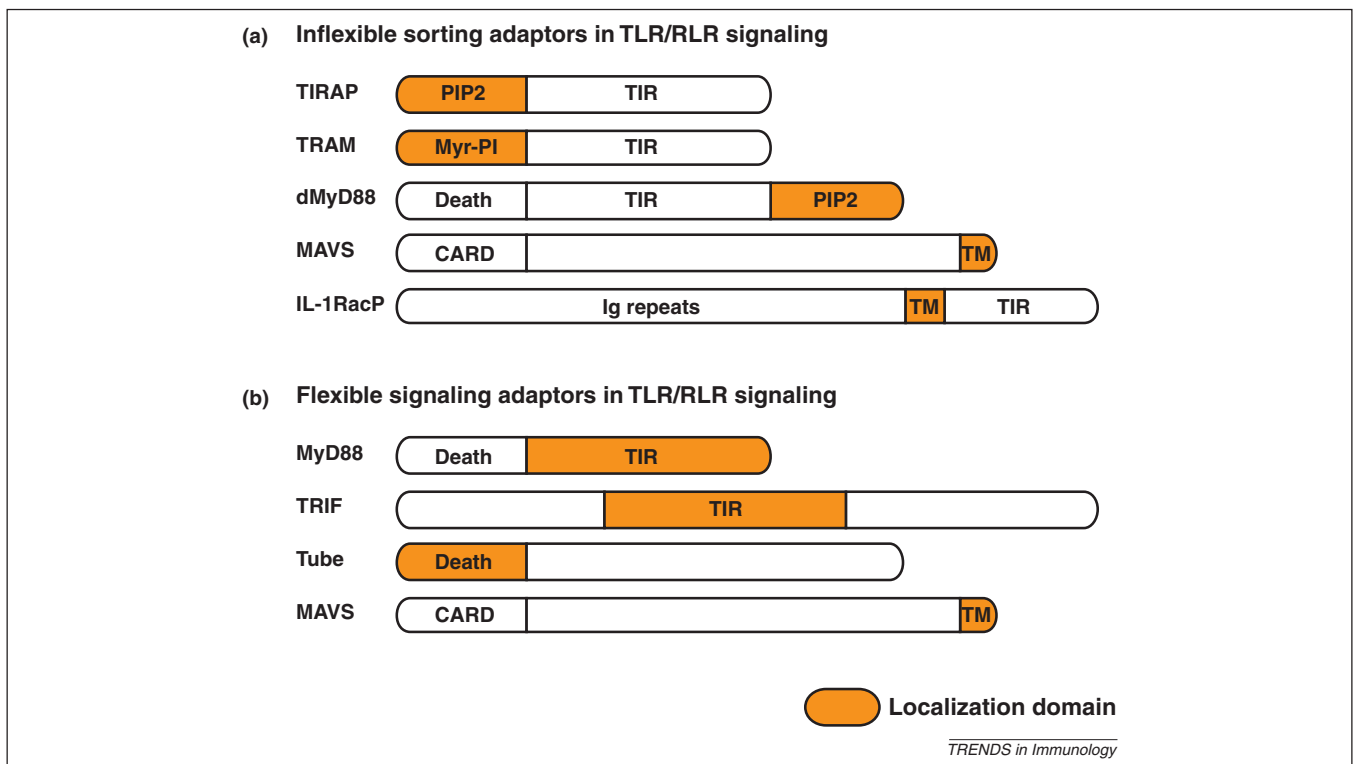 (a) Inflexible sorting adaptors in TLR/RLR signaling
TIRAP PIP2 TIR
TRAM Myr-PI TIR
dMyD88 Death TIR PIP2
MAVS CARD TM
IL-1RacP Ig repeats TM TIR
(b) Flexible signaling adaptors in TLR/RLR signaling
MyD88 Death TIR
TRIF TIR
Tube Death
MAVS CARD TM
Localization domain
TRENDS in Immunology